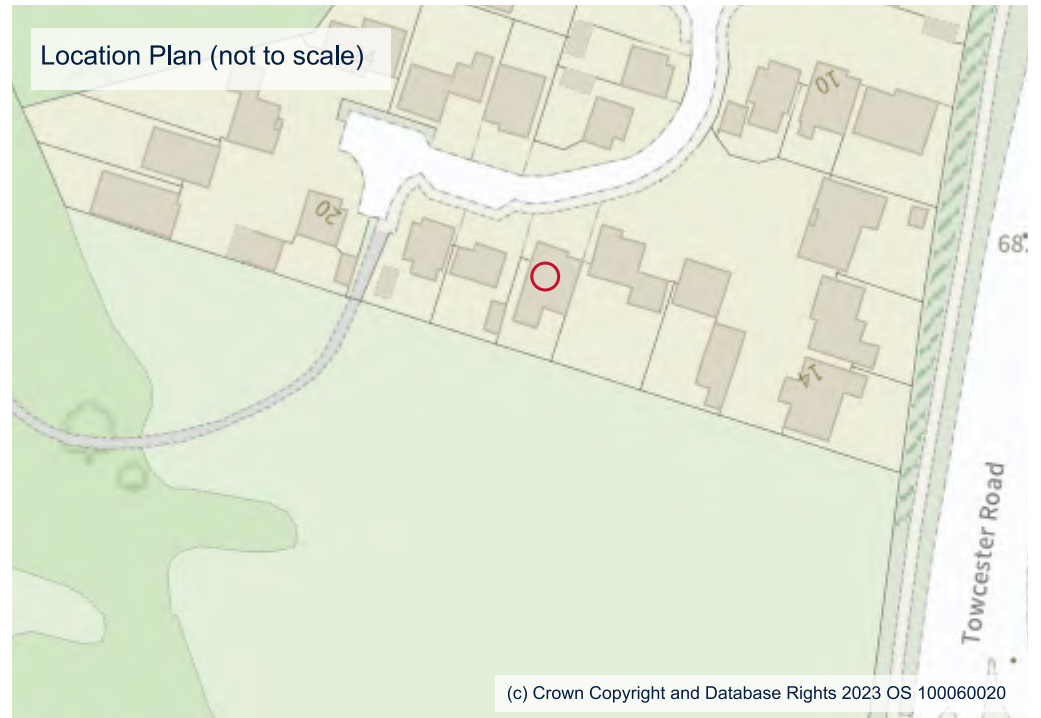 Location Plan (not to scale)
10
20
68.
14
Towcester Road
(c) Crown Copyright and Database Rights 2023 OS 100060020